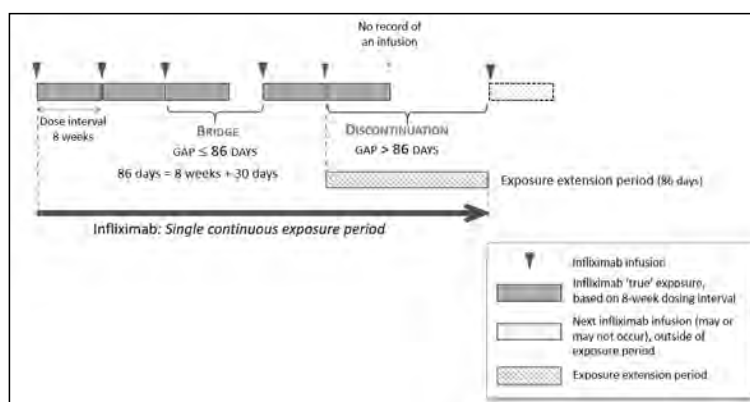 No record of
an infusion
Dose interval
8 weeks
BRIDGE
GAP ≤ 86 DAYS
86 days = 8 weeks + 30 days
DISCONTINUATION
GAP > 86 DAYS
Exposure extension period (86 days)
Infliximab: Single continuous exposure period
Infliximab infusion
Infliximab 'true' exposure,
based on 8-week dosing interval
Next infliximab infusion (may or
may not occur), outside of
exposure period
Exposure extension period